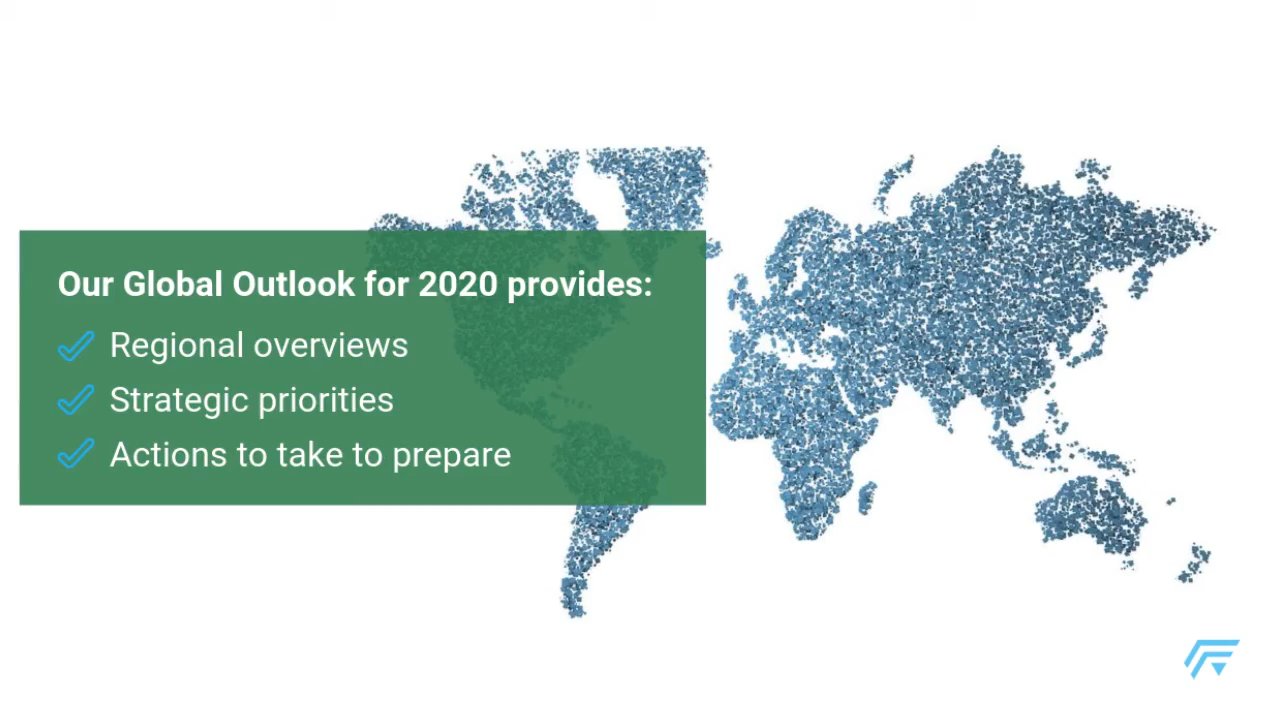 Our Global Outlook for 2020 provides:
Regional overviews
Strategic priorities
Actions to take to prepare